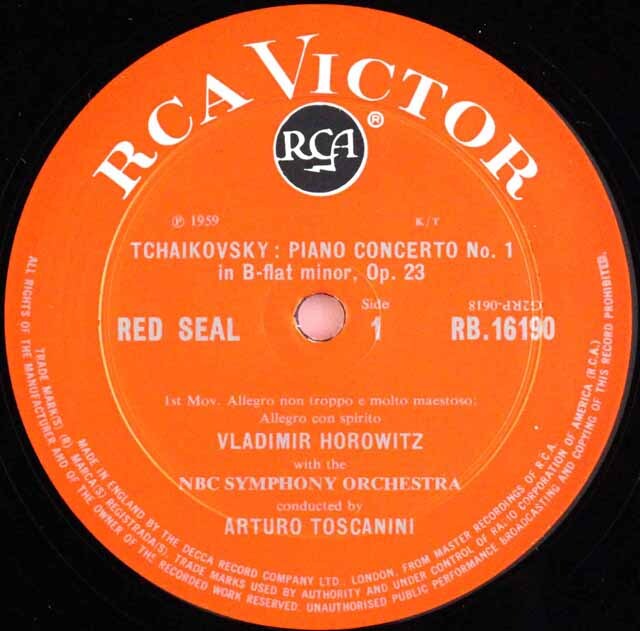 RCA VICTOR
RCA ®
℗ 1959
K/T
TCHAIKOVSKY : PIANO CONCERTO No. 1
in B-flat minor, Op. 23
Side
G2RP-0618
RED SEAL
1
RB.16190
1st Mov. Allegro non troppo e molto maestoso;
Allegro con spirito
VLADIMIR HOROWITZ
with the
NBC SYMPHONY ORCHESTRA
conducted by
ARTURO TOSCANINI
ALL RIGHTS OF THE MANUFACTURER AND OF THE OWNER OF THE RECORDED WORK RESERVED. UNAUTHORISED PUBLIC PERFORMANCE BROADCASTING AND COPYING OF THIS RECORD PROHIBITED.
TRADE MARK(S) ® MARCA(S) REGISTRADA(S). TRADE MARKS USED BY AUTHORITY AND UNDER CONTROL OF RADIO CORPORATION OF AMERICA (R.C.A.)
MADE IN ENGLAND BY THE DECCA RECORD COMPANY LTD. LONDON, FROM MASTER RECORDINGS OF R.C.A.